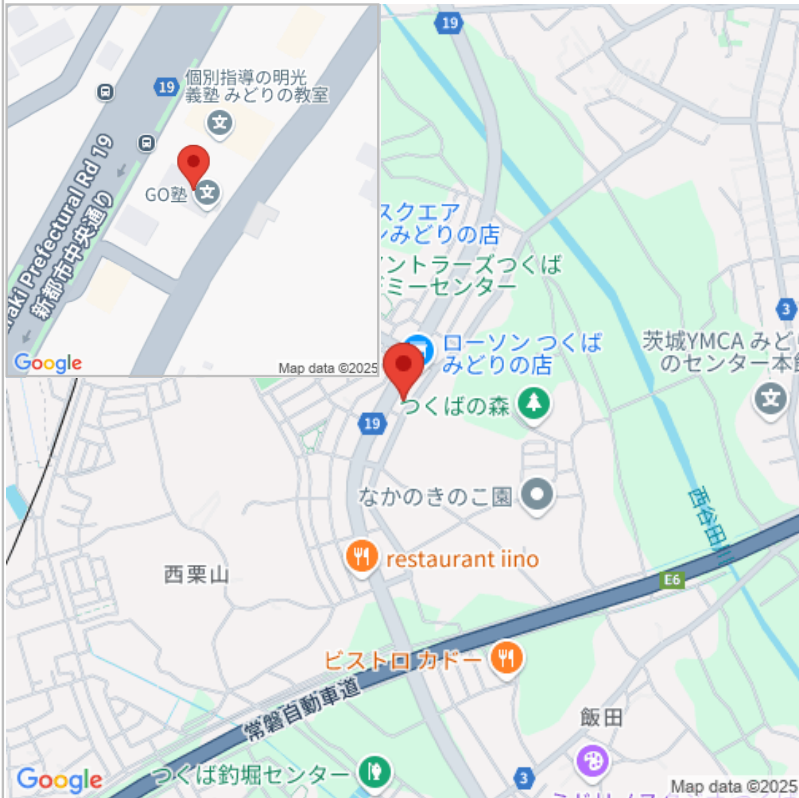 19
個別指導の明光
義塾 みどりの教室
GO塾
aki Prefectural Rd 19
新都市中央通り
Google
Map data ©2025
19
スクエア
みどりの店
ントラーズつくば
ミーセンター
ローソン つくば
みどりの店
3
茨城YMCA みどり
のセンター本館
つくばの森
19
なかのきのこ園
西谷田川
restaurant iino
西栗山
E6
ビストロ カドー
常磐自動車道
飯田
つくば釣堀センター
3
Google
Map data ©2025